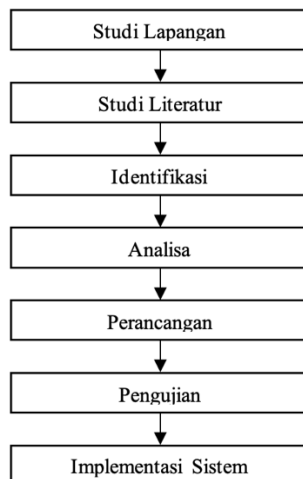 Studi Lapangan
Studi Literatur
Identifikasi
Analisa
Perancangan
Pengujian
Implementasi Sistem